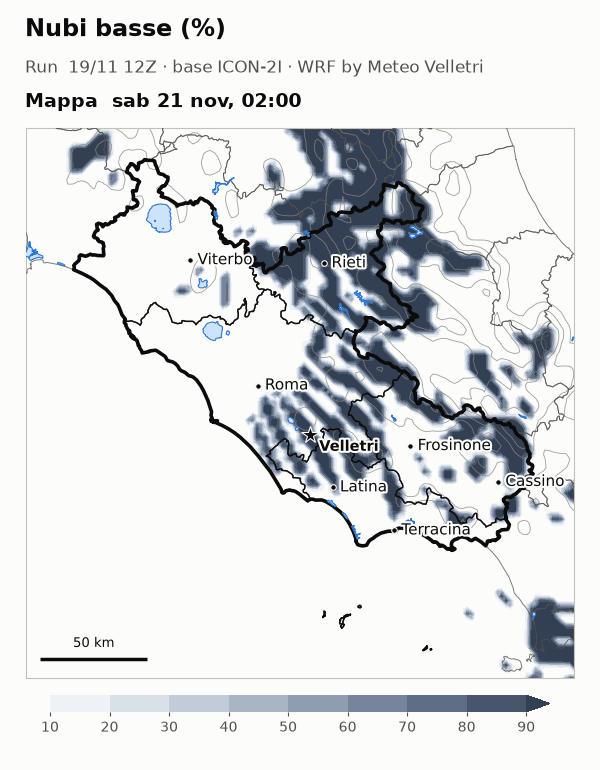 Nubi basse (%)
Run  19/11 12Z · base ICON-2I · WRF by Meteo Velletri
Mappa  sab 21 nov, 02:00
Viterbo
Rieti
Roma
Velletri
Frosinone
Latina
Cassino
Terracina
50 km
10 20 30 40 50 60 70 80 90